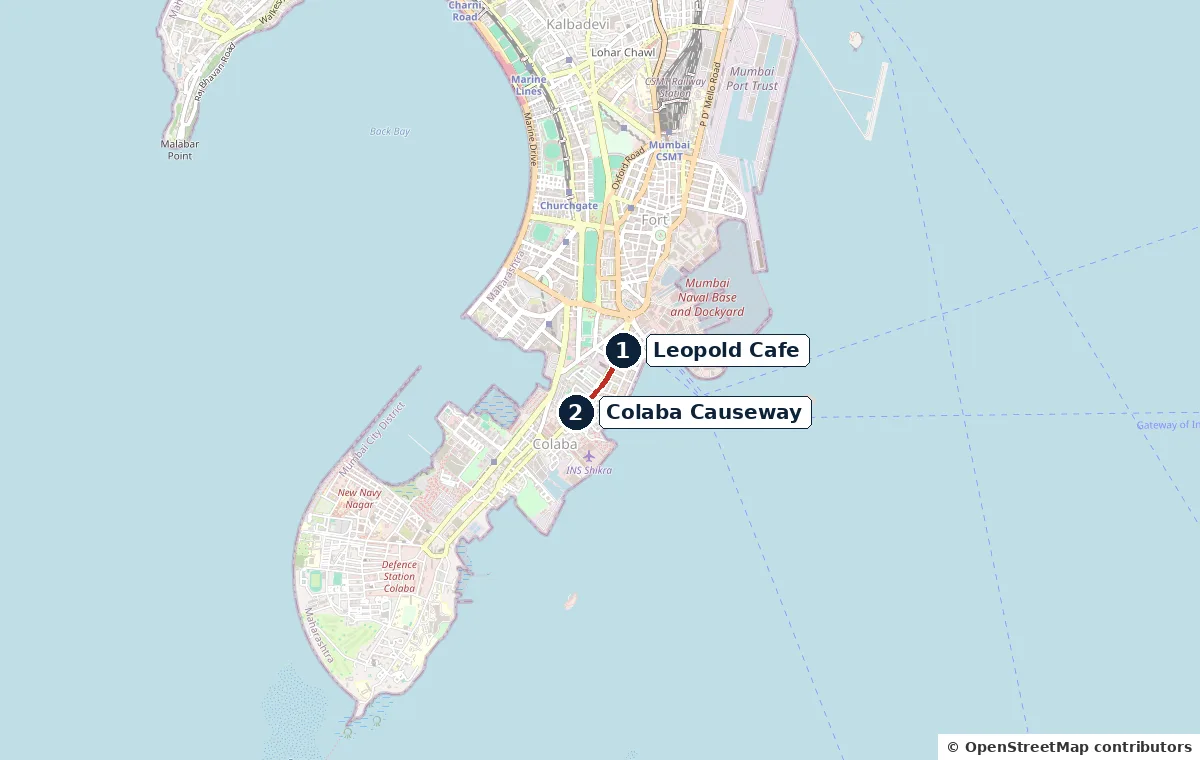 Charni
Road
Kalbadevi
Lohar Chawl
Raj Bhavan Road
Marine
Lines
CSMT Railway
Station
Mumbai
Port Trust
P D' Mello Road
Back Bay
Malabar
Point
Marine Drive
Oxford Road
Mumbai
CSMT
Churchgate
Fort
Maharashtra
Mumbai
Naval Base
and Dockyard
1 Leopold Cafe
2 Colaba Causeway
Mumbai City District
Gateway of In
Colaba
INS Shikra
New Navy
Nagar
Defence
Station
Colaba
Maharashtra
© OpenStreetMap contributors